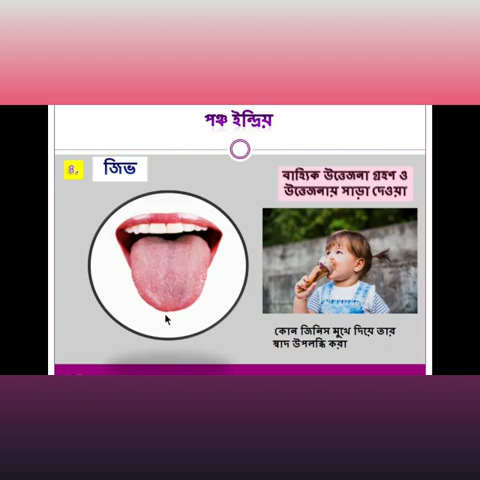 পঞ্চ ইন্দ্রিয়
৪. জিভ
বাহ্যিক উত্তেজনা গ্রহণ ও
উত্তেজনায় সাড়া দেওয়া
কোন জিনিস মুখে দিয়ে তার
স্বাদ উপলব্ধি করা